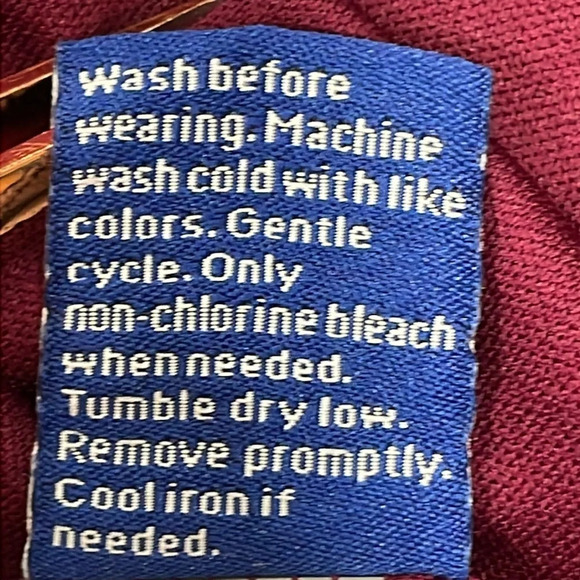 Wash before
wearing. Machine
wash cold with like
colors. Gentle
cycle. Only
non-chlorine bleach
when needed.
Tumble dry low.
Remove promptly.
Cool iron if
needed.